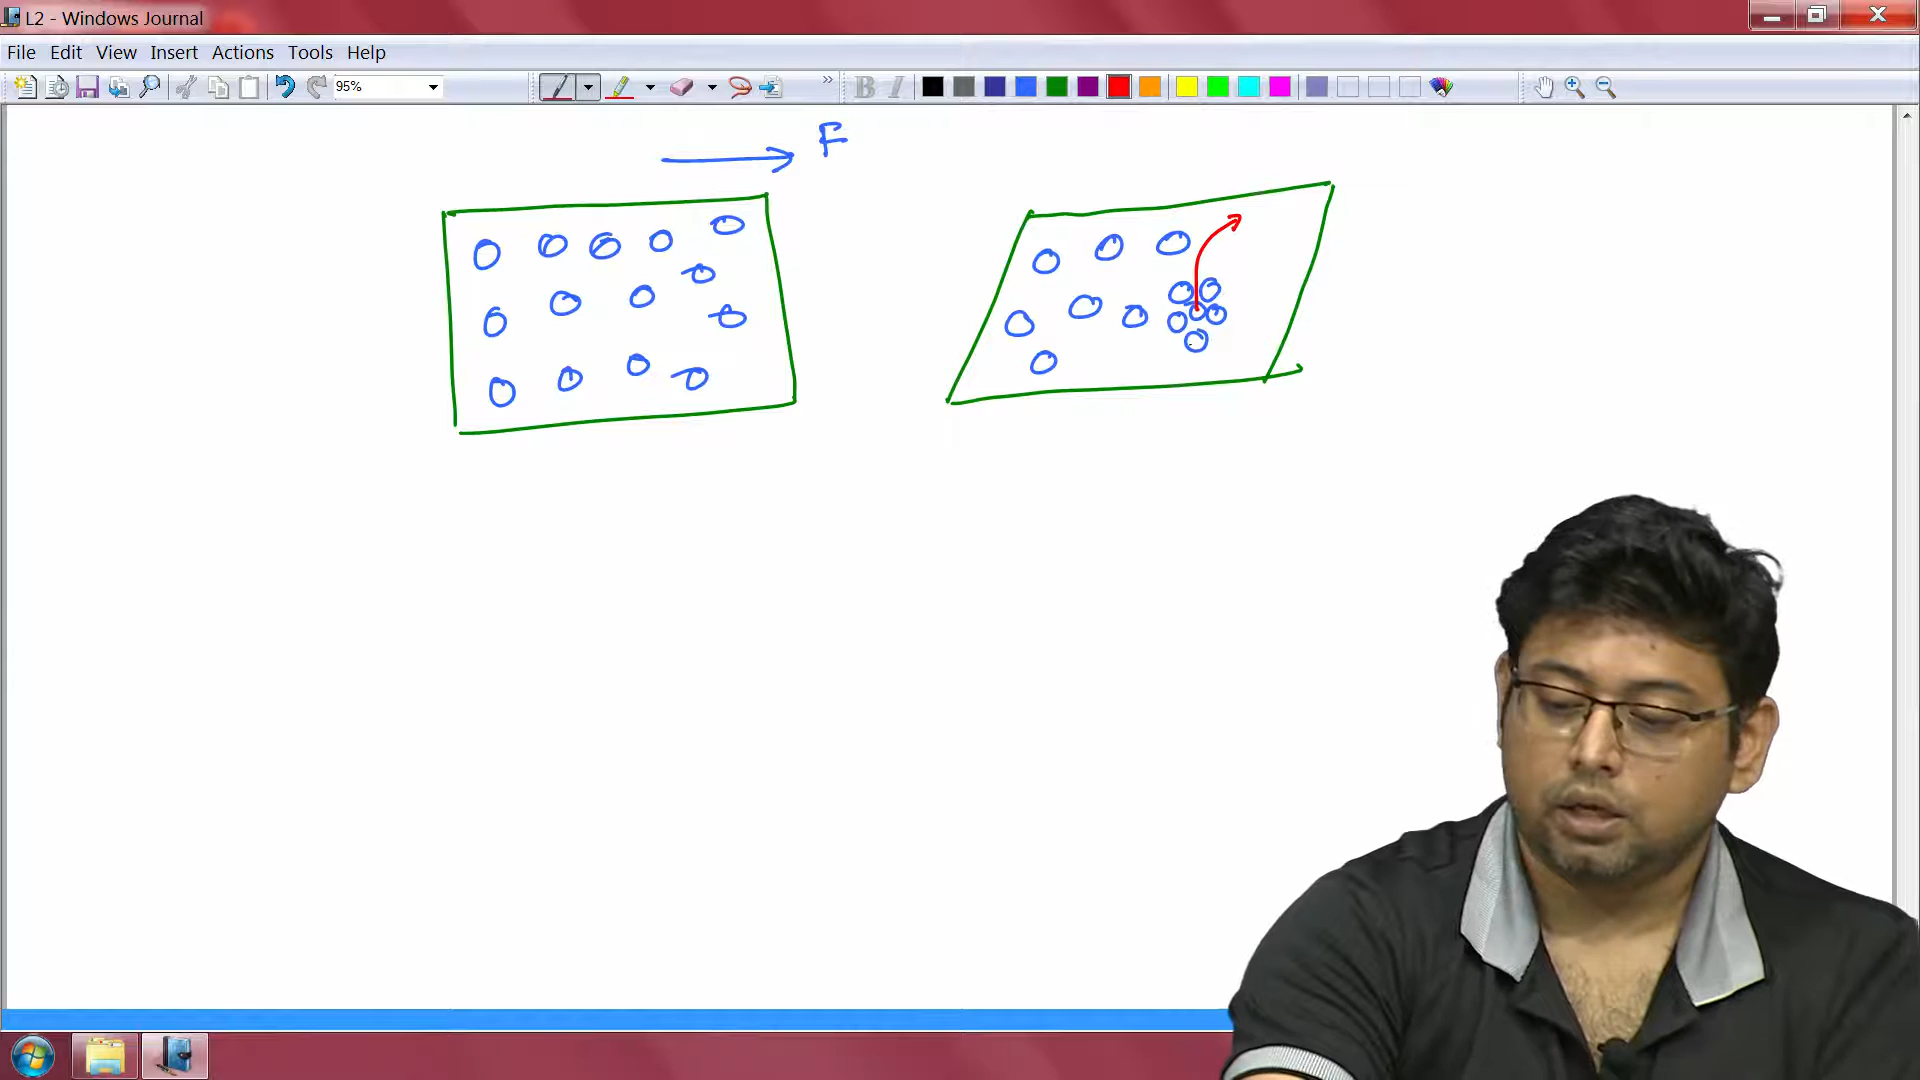 L2 - Windows Journal
File Edit View Insert Actions Tools Help
95% » B I
F